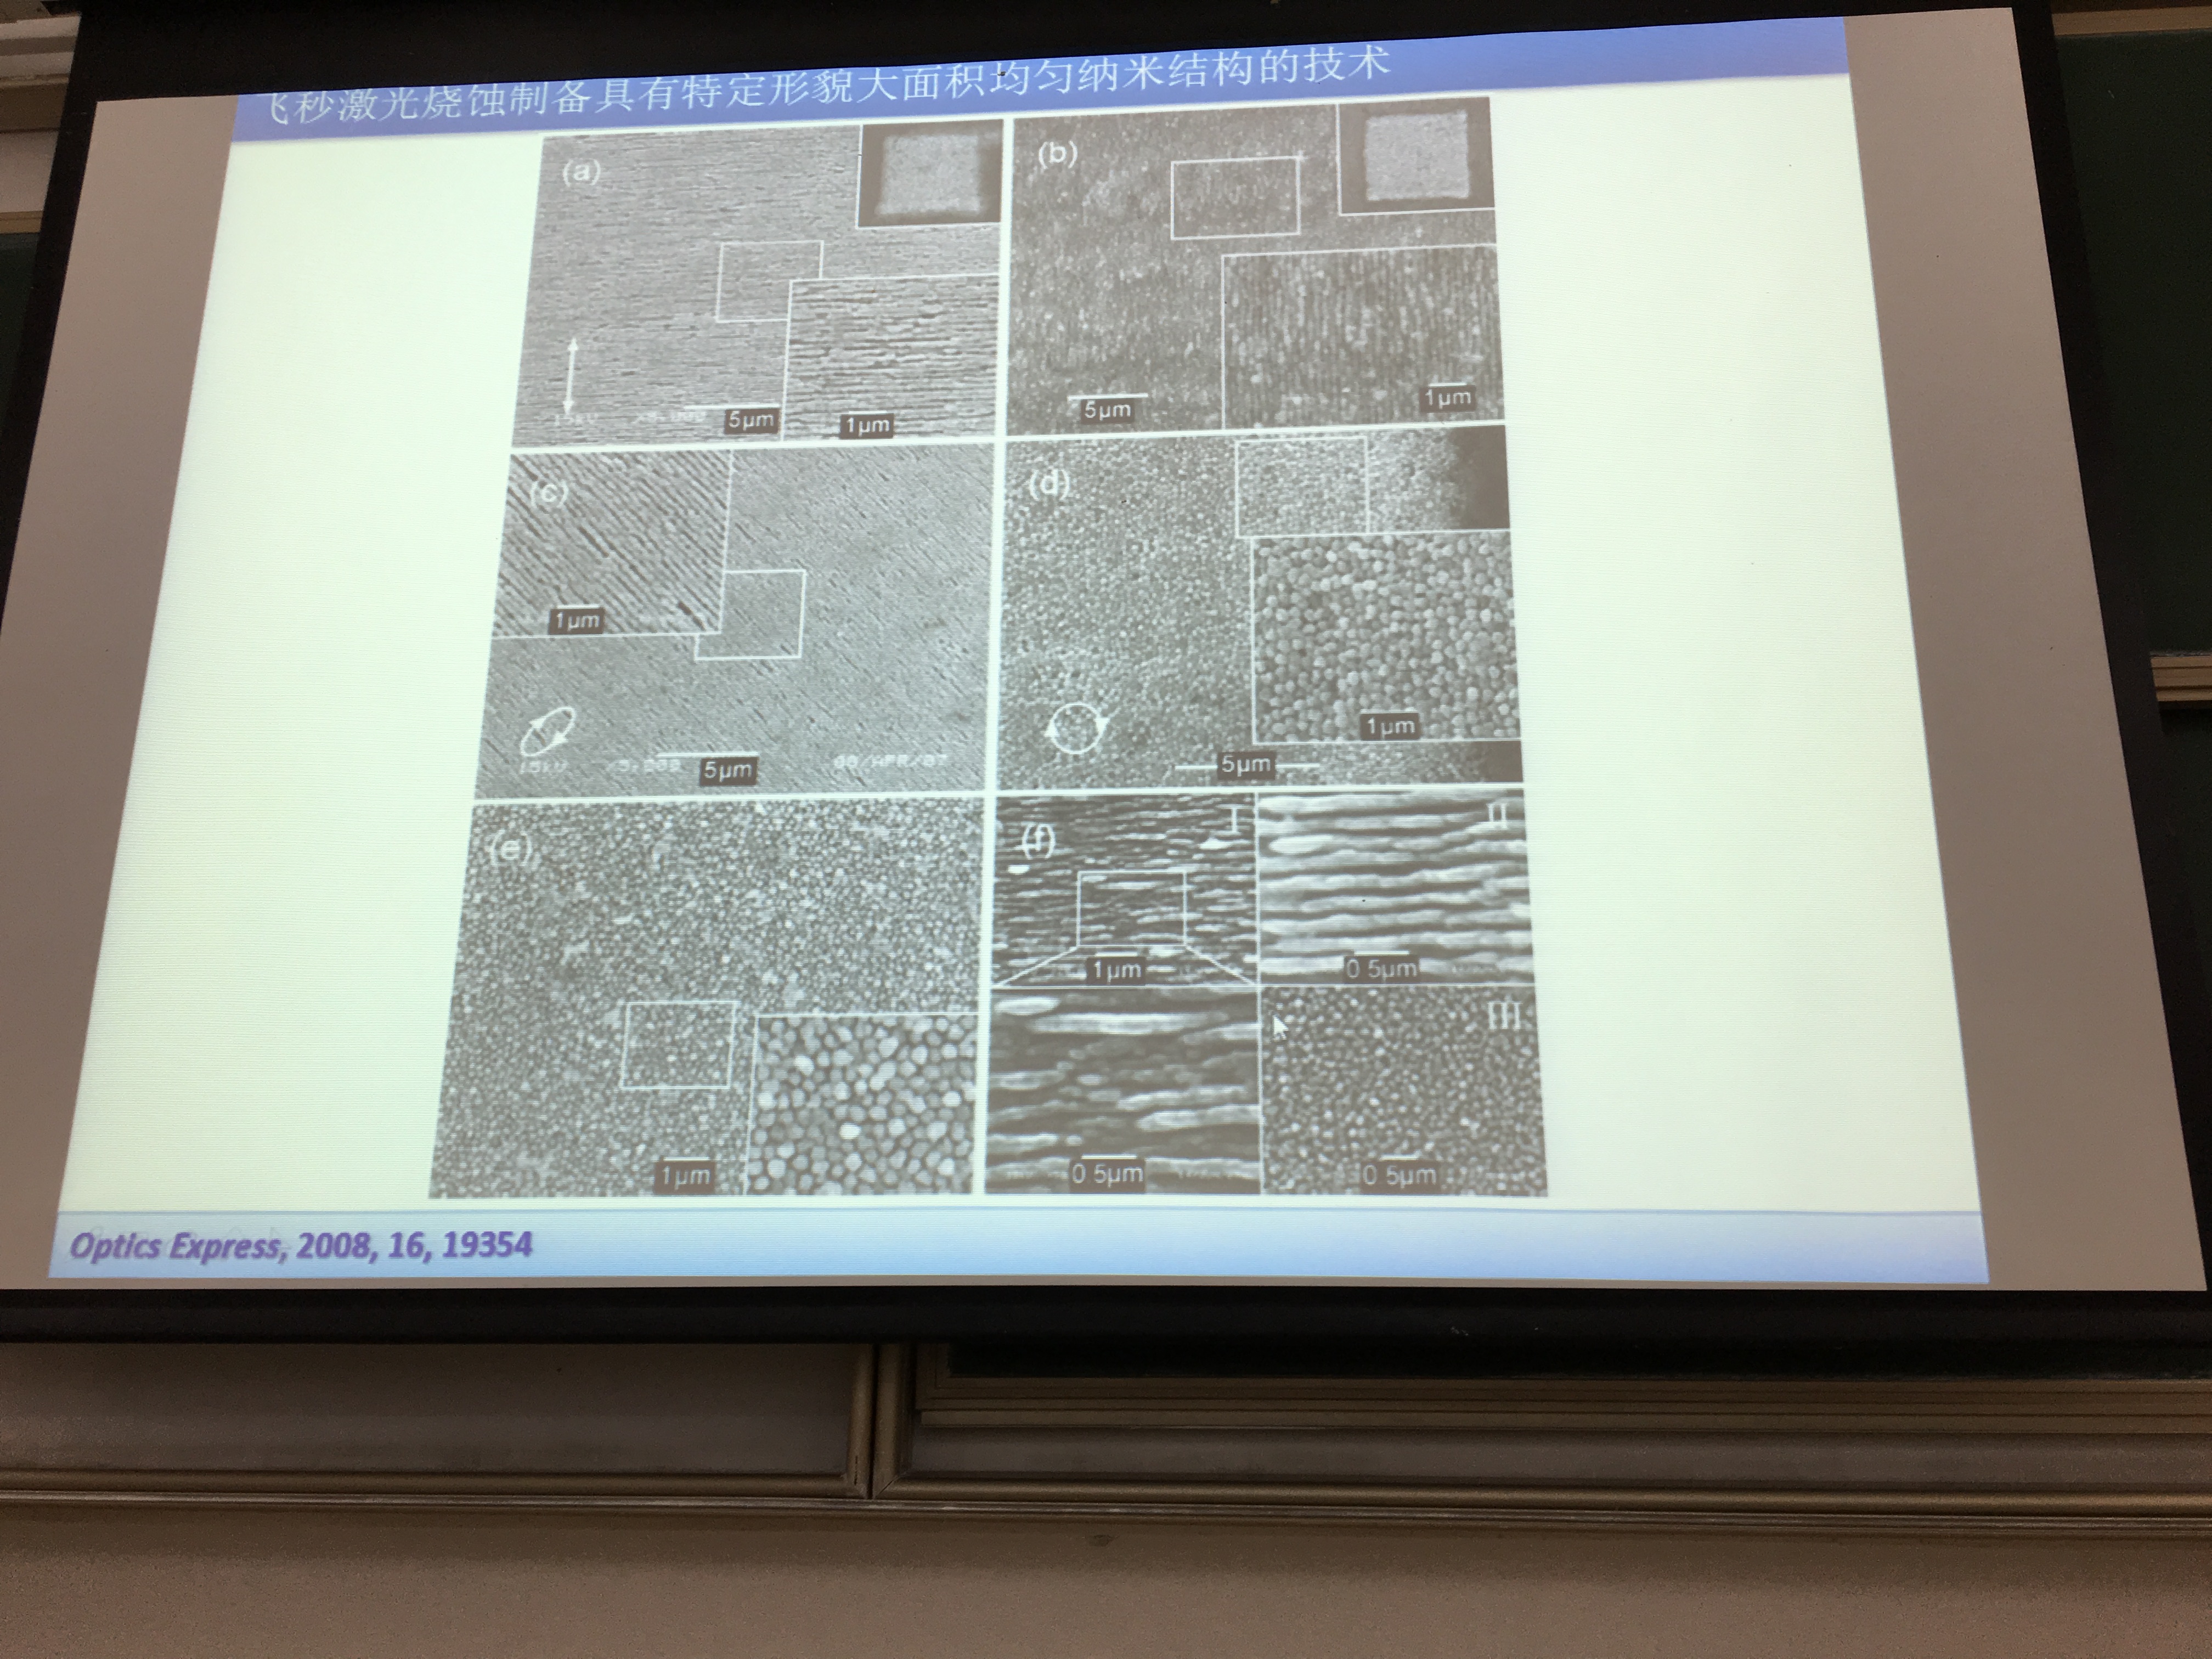 飞秒激光烧蚀制备具有特定形貌大面积均匀纳米结构的技术
(a)
5μm
1μm
(b)
5μm
1μm
(c)
1μm
15kV
5μm
(d)
1μm
5μm
(e)
1μm
(f)
I
1μm
II
0.5μm
0.5μm
III
0.5μm
Optics Express, 2008, 16, 19354